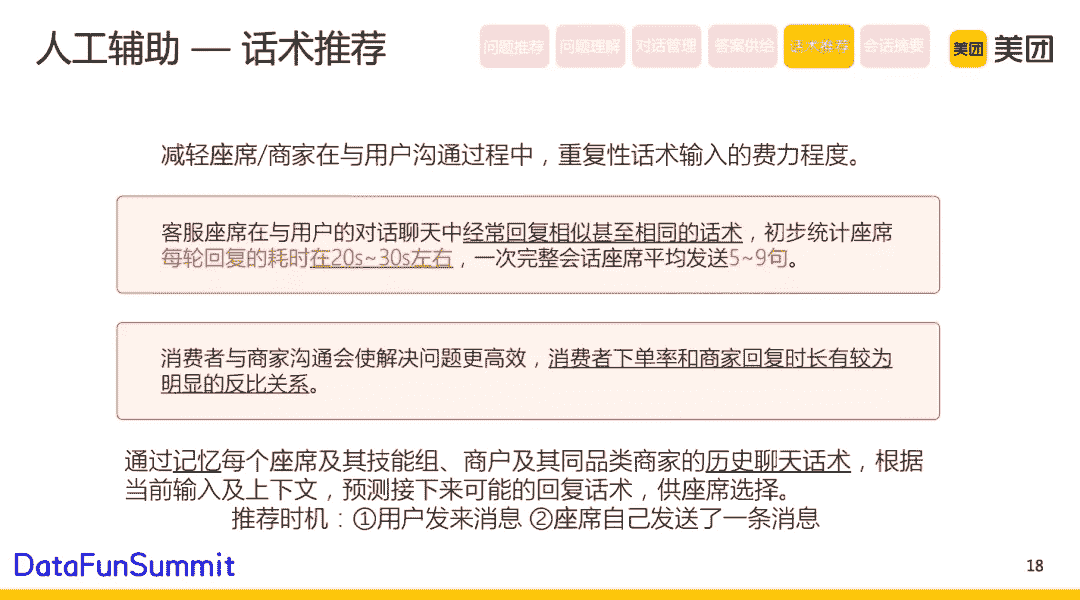 人工辅助 — 话术推荐
问题推荐 问题理解 对话管理 答案供给 话术推荐 会话摘要
美团 美团
减轻座席/商家在与用户沟通过程中，重复性话术输入的费力程度。
客服座席在与用户的对话聊天中经常回复相似甚至相同的话术，初步统计座席
每轮回复的耗时在20s~30s左右，一次完整会话座席平均发送5~9句。
消费者与商家沟通会使解决问题更高效，消费者下单率和商家回复时长有较为
明显的反比关系。
通过记忆每个座席及其技能组、商户及其同品类商家的历史聊天话术，根据
当前输入及上下文，预测接下来可能的回复话术，供座席选择。
推荐时机：①用户发来消息 ②座席自己发送了一条消息
DataFunSummit
18